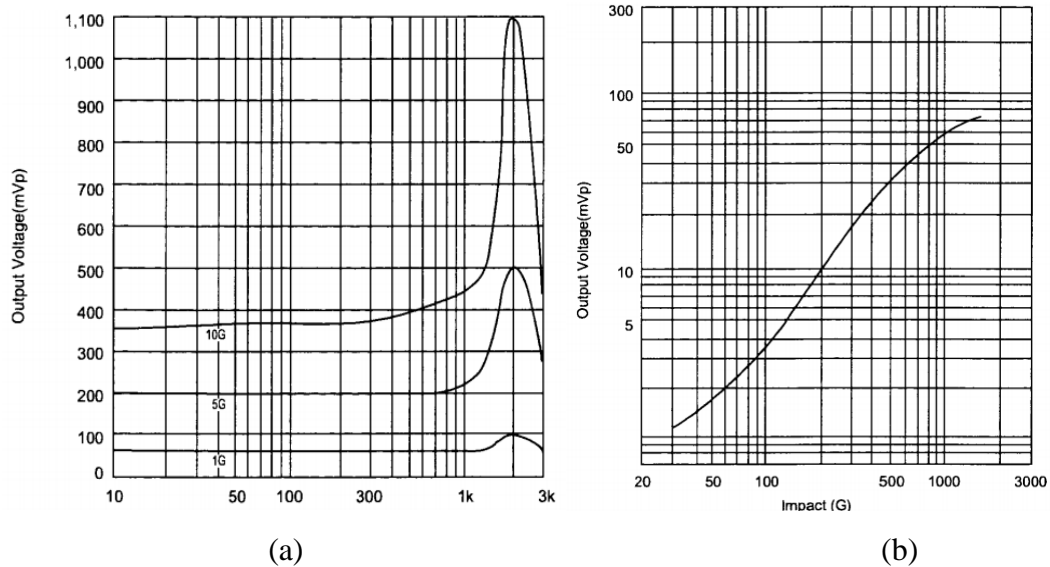 Output Voltage(mVp)
1,100
1,000
900
800
700
600
500
400
300
200
100
0
10G
5G
1G
10 50 100 300 1k 3k
(a)
Output Voltage(mVp)
300
100
50
10
5
20 50 100 500 1000 3000
Impact (G)
(b)